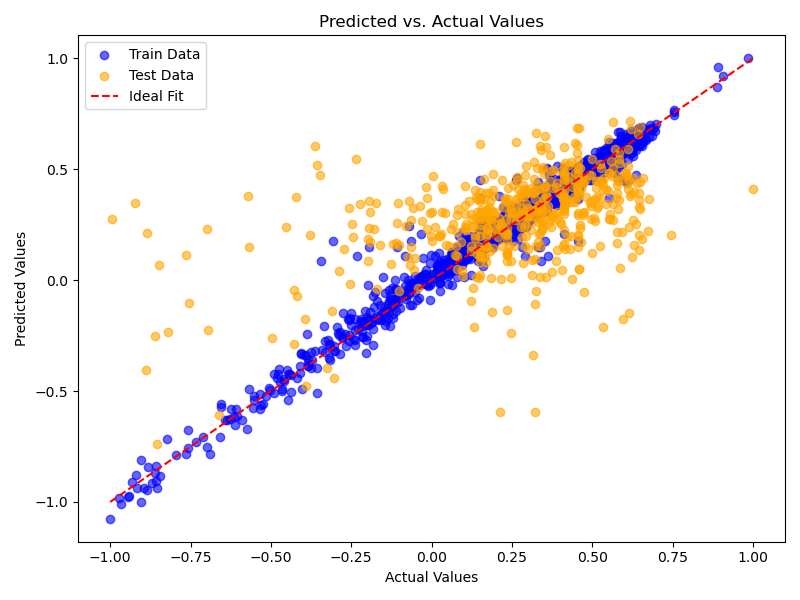 Predicted vs. Actual Values
Train Data
Test Data
Ideal Fit
1.0
0.5
0.0
−0.5
−1.0
Predicted Values
−1.00 −0.75 −0.50 −0.25 0.00 0.25 0.50 0.75 1.00
Actual Values